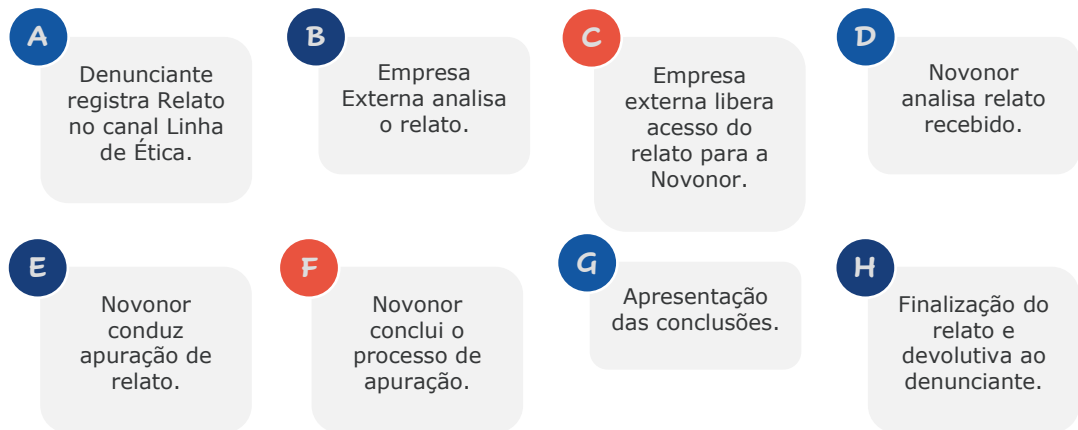 A
Denunciante
registra Relato
no canal Linha
de Ética.
B
Empresa
Externa analisa
o relato.
C
Empresa
externa libera
acesso do
relato para a
Novonor.
D
Novonor
analisa relato
recebido.
E
Novonor
conduz
apuração de
relato.
F
Novonor
conclui o
processo de
apuração.
G
Apresentação
das conclusões.
H
Finalização do
relato e
devolutiva ao
denunciante.